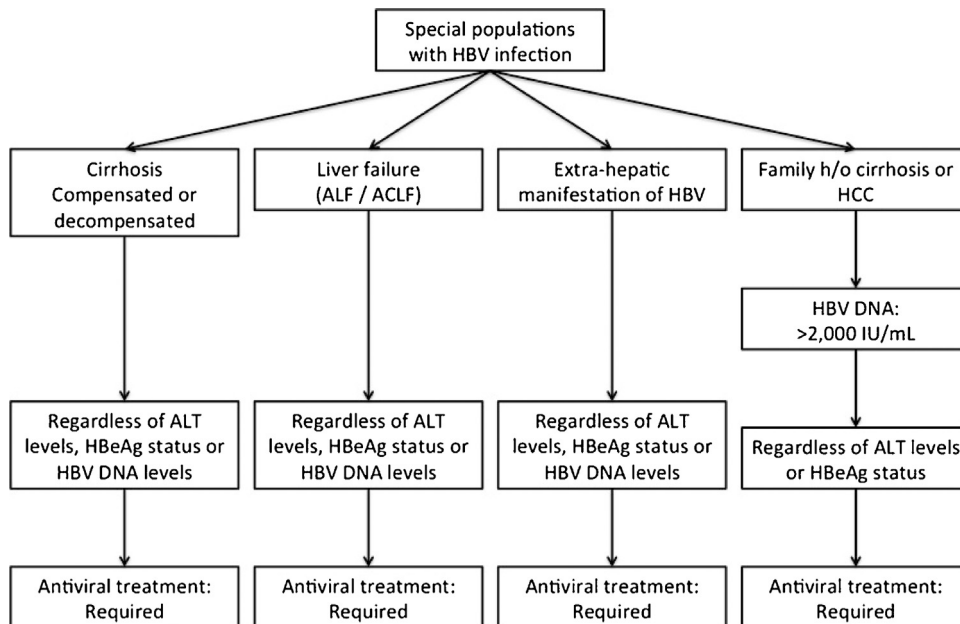 Special populations
with HBV infection
Cirrhosis
Compensated or
decompensated
Liver failure
(ALF / ACLF)
Extra-hepatic
manifestation of HBV
Family h/o cirrhosis or
HCC
HBV DNA:
>2,000 IU/mL
Regardless of ALT
levels, HBeAg status or
HBV DNA levels
Regardless of ALT
levels, HBeAg status or
HBV DNA levels
Regardless of ALT
levels, HBeAg status or
HBV DNA levels
Regardless of ALT levels
or HBeAg status
Antiviral treatment:
Required
Antiviral treatment:
Required
Antiviral treatment:
Required
Antiviral treatment:
Required